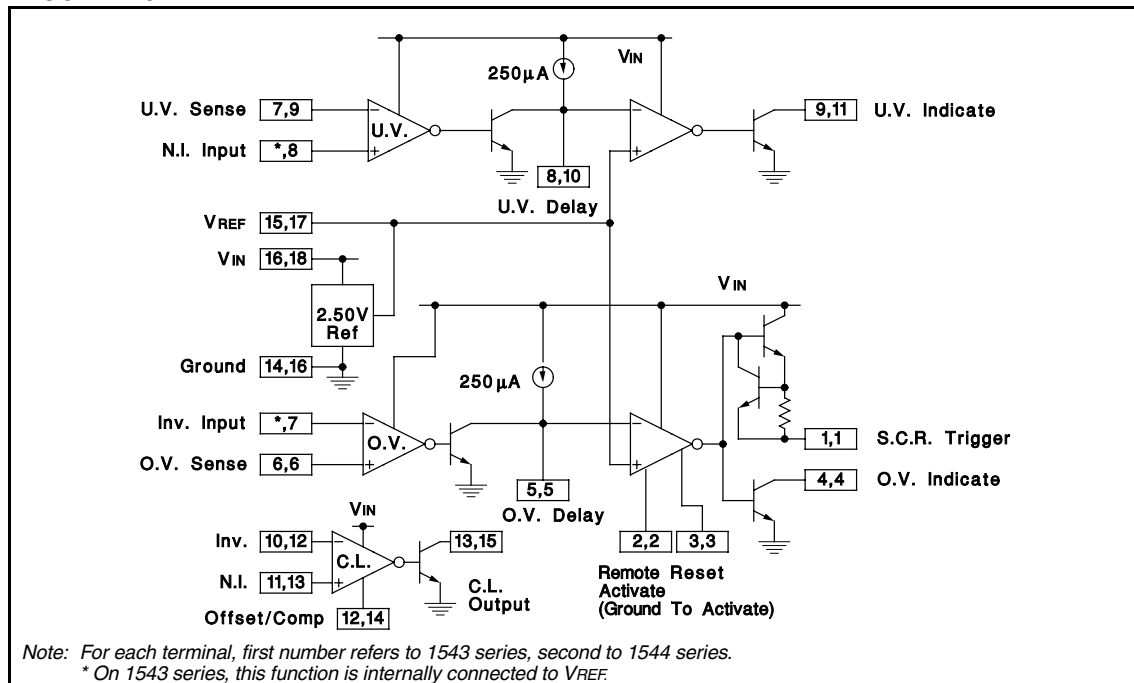 VIN
250µA
U.V. Sense 7,9
U.V.
9,11 U.V. Indicate
N.I. Input *,8
8,10
U.V. Delay
VREF 15,17
VIN 16,18
2.50V
Ref
VIN
Ground 14,16
250µA
Inv. Input *,7
O.V.
1,1 S.C.R. Trigger
O.V. Sense 6,6
4,4 O.V. Indicate
5,5
O.V. Delay
VIN
Inv. 10,12
C.L.
13,15
2,2 3,3
N.I. 11,13
C.L.
Output
Remote Reset
Activate
(Ground To Activate)
Offset/Comp 12,14
Note: For each terminal, first number refers to 1543 series, second to 1544 series.
* On 1543 series, this function is internally connected to VREF.